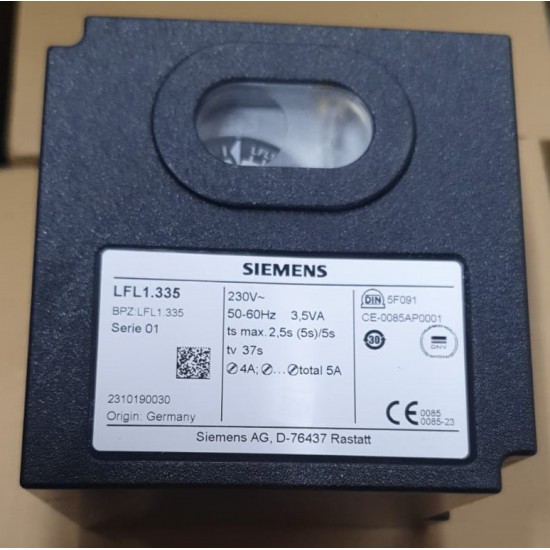 LFL
SIEMENS
LFL1.335
BPZ:LFL1.335
Serie 01
2310190030
Origin: Germany
230V~
50-60Hz 3,5VA
ts max. 2,5s (5s)/5s
tv 37s
4A; ... total 5A
DIN 5F091
CE-0085AP0001
30
DNV
CE 0085
0085-23
Siemens AG, D-76437 Rastatt